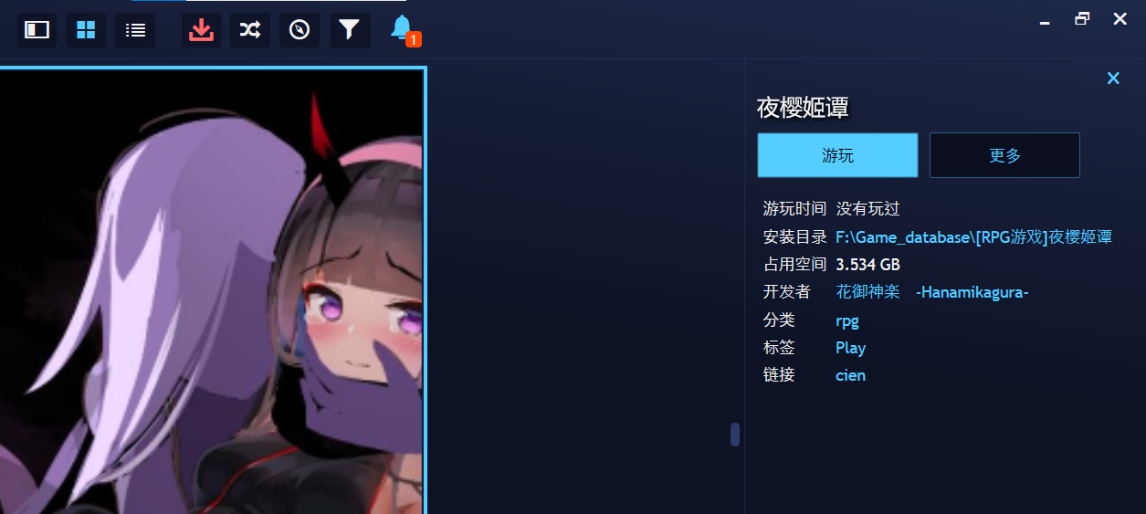 1
夜樱姬谭
游玩 更多
游玩时间 没有玩过
安装目录 F:\Game_database\[RPG游戏]夜樱姬谭
占用空间 3.534 GB
开发者 花御神楽 -Hanamikagura-
分类 rpg
标签 Play
链接 cien